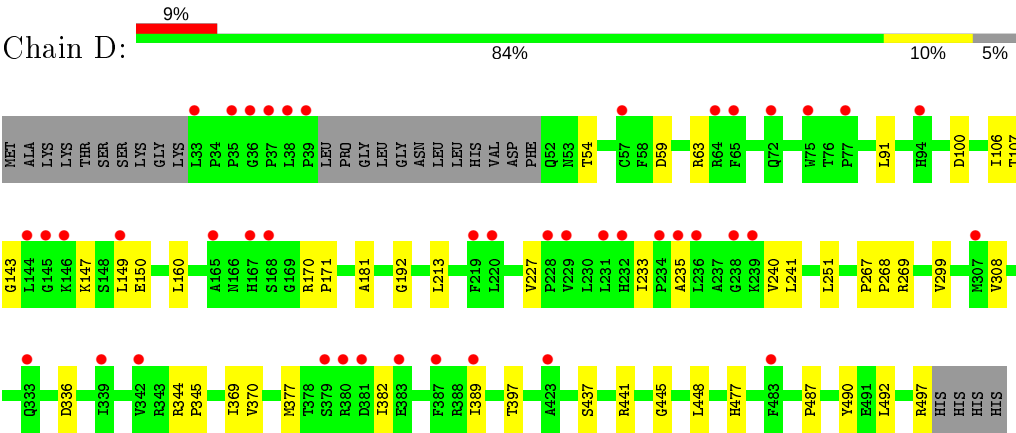 9%
Chain D:
84% 10% 5%
MET ALA LYS LYS THR SER SER LYS GLY LYS L33 P34 P35 G36 P37 L38 P39 LEU PRO GLY LEU GLY ASN LEU LEU HIS VAL ASP PHE Q52 N53 T54 C57 F58 D59 R63 R64 F65 Q72 W75 T76 P77 L91 H94 D100 I106 T107
G143 L144 G145 K146 K147 S148 L149 E150 L160 A165 N166 H167 S168 G169 R170 P171 A181 G192 L213 F219 L220 V227 P228 V229 L230 L231 H232 I233 P234 A235 L236 A237 G238 K239 V240 L241 L251 P267 P268 R269 V299 M307 V308
Q333 D336 I339 V342 R343 R344 P345 I369 V370 M377 T378 S379 R380 D381 I382 E383 F387 R388 I389 T397 A423 S437 R441 G445 L448 H477 F483 P487 Y490 E491 L492 R497 HIS HIS HIS HIS